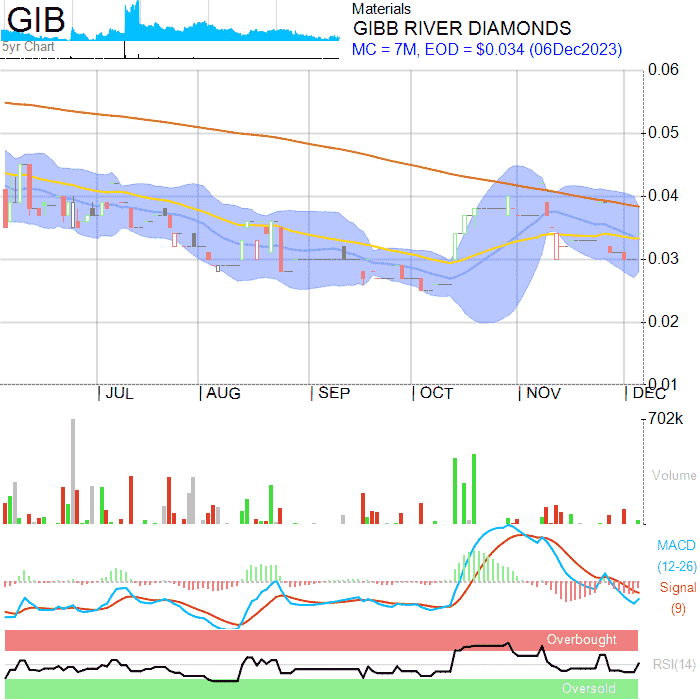 GIB
5yr Chart
Materials
GIBB RIVER DIAMONDS
MC = 7M, EOD = $0.034 (06Dec2023)
0.06
0.05
0.04
0.03
0.02
0.01
JUL AUG SEP OCT NOV DEC
702k
Volume
MACD
(12-26)
Signal
(9)
Overbought
RSI(14)
Oversold